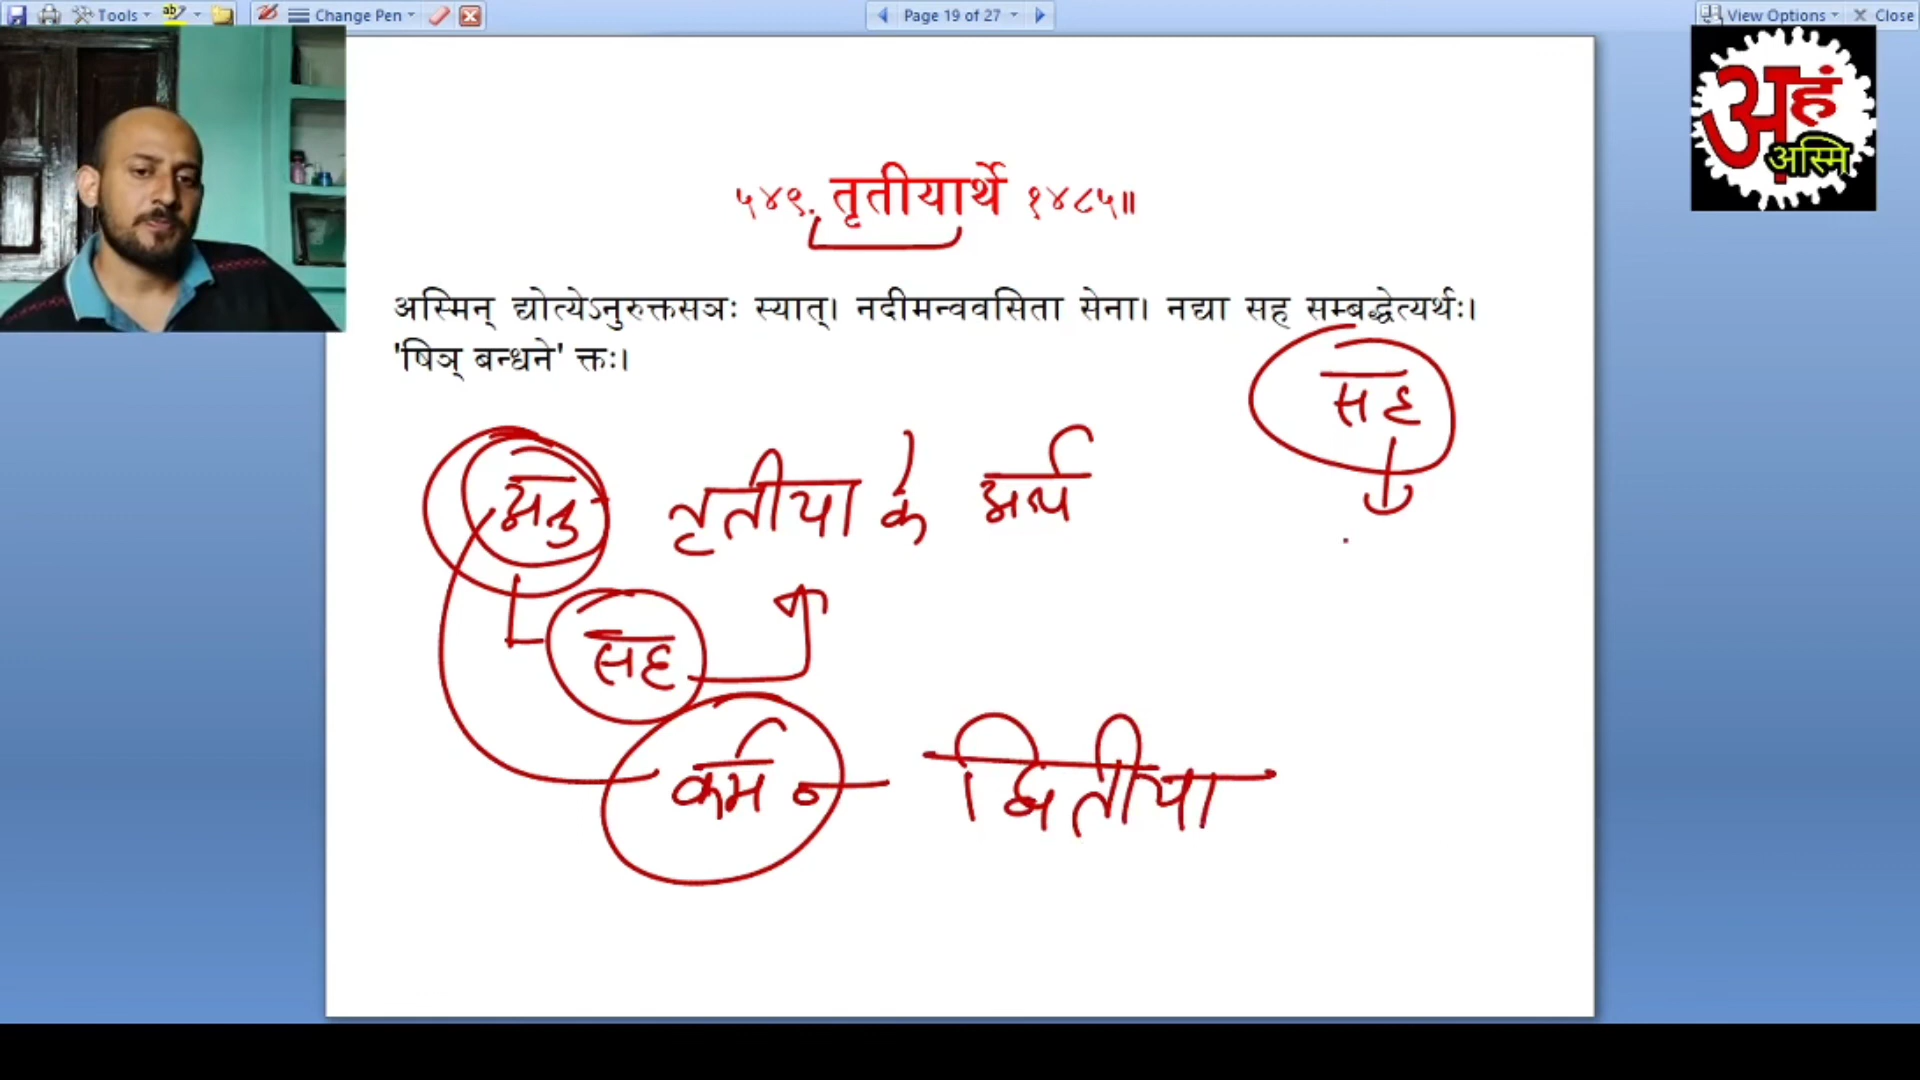 Tools
Change Pen
Page 19 of 27
View Options
Close
अहं
अस्मि
५४९. तृतीयार्थे १४८५॥
अस्मिन् द्योत्येऽनुरुक्तसञः स्यात्। नदीमन्ववसिता सेना। नद्या सह सम्बद्धेत्यर्थः।
'षिञ् बन्धने' क्तः।
सह
अनु तृतीया के अर्थ
सह
कर्म० द्वितीया